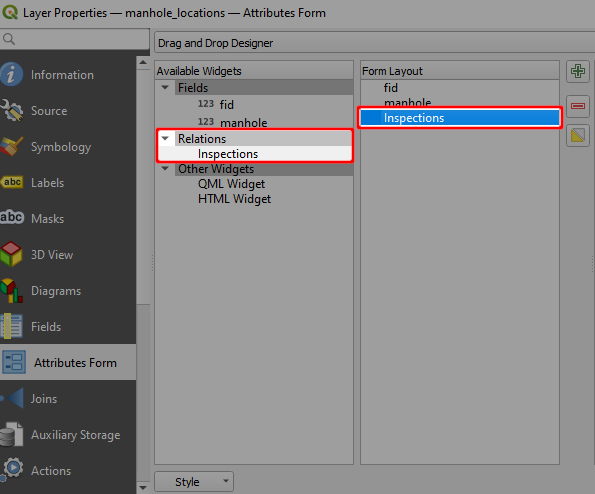 Layer Properties — manhole_locations — Attributes Form
Drag and Drop Designer
Information
Source
Symbology
abc Labels
abc Masks
3D View
Diagrams
Fields
Attributes Form
Joins
Auxiliary Storage
Actions
Available Widgets
Fields
123 fid
123 manhole
Relations
Inspections
Other Widgets
QML Widget
HTML Widget
Form Layout
fid
manhole
Inspections
Style